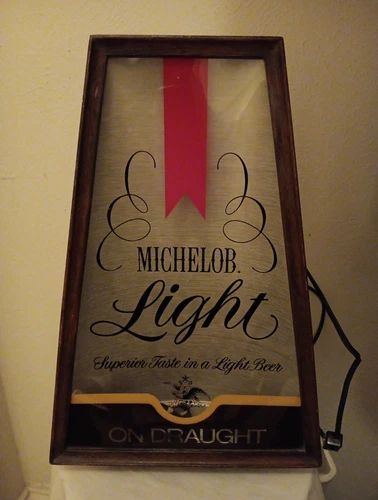 MICHELOB.
Light
Superior Taste in a Light Beer
ON DRAUGHT